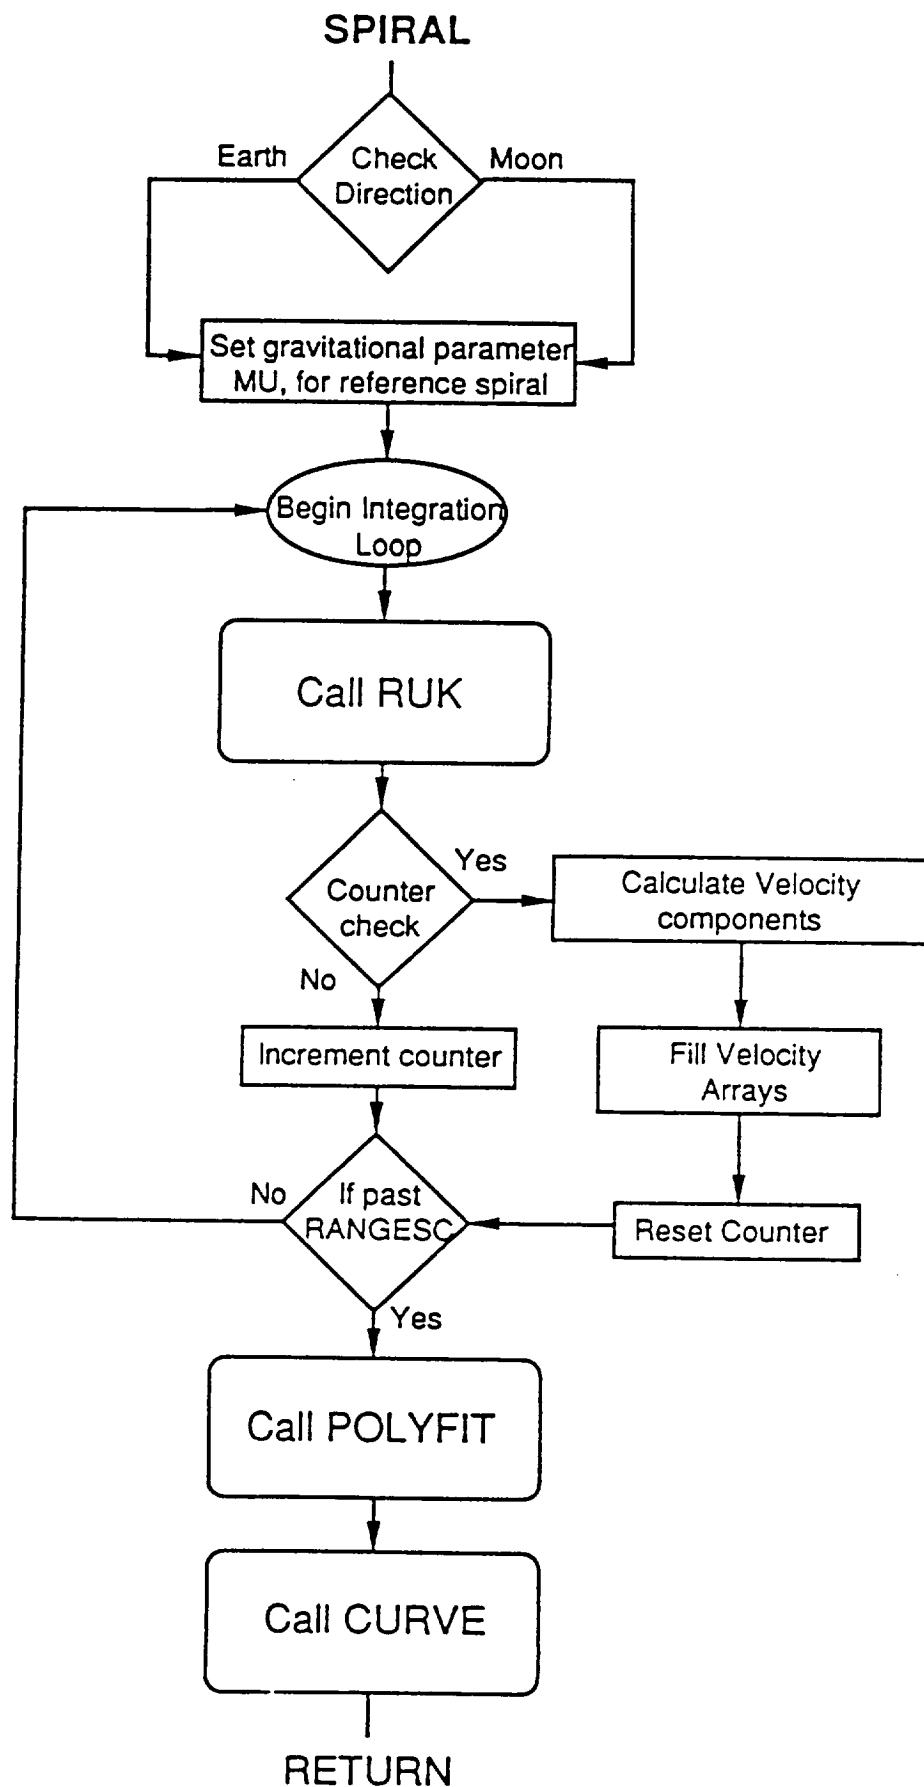 SPIRAL
Earth
Check
Direction
Moon
Set gravitational parameter
MU, for reference spiral
Begin Integration
Loop
Call RUK
Counter
check
Yes
Calculate Velocity
components
No
Increment counter
Fill Velocity
Arrays
No
If past
RANGESC
Reset Counter
Yes
Call POLYFIT
Call CURVE
RETURN